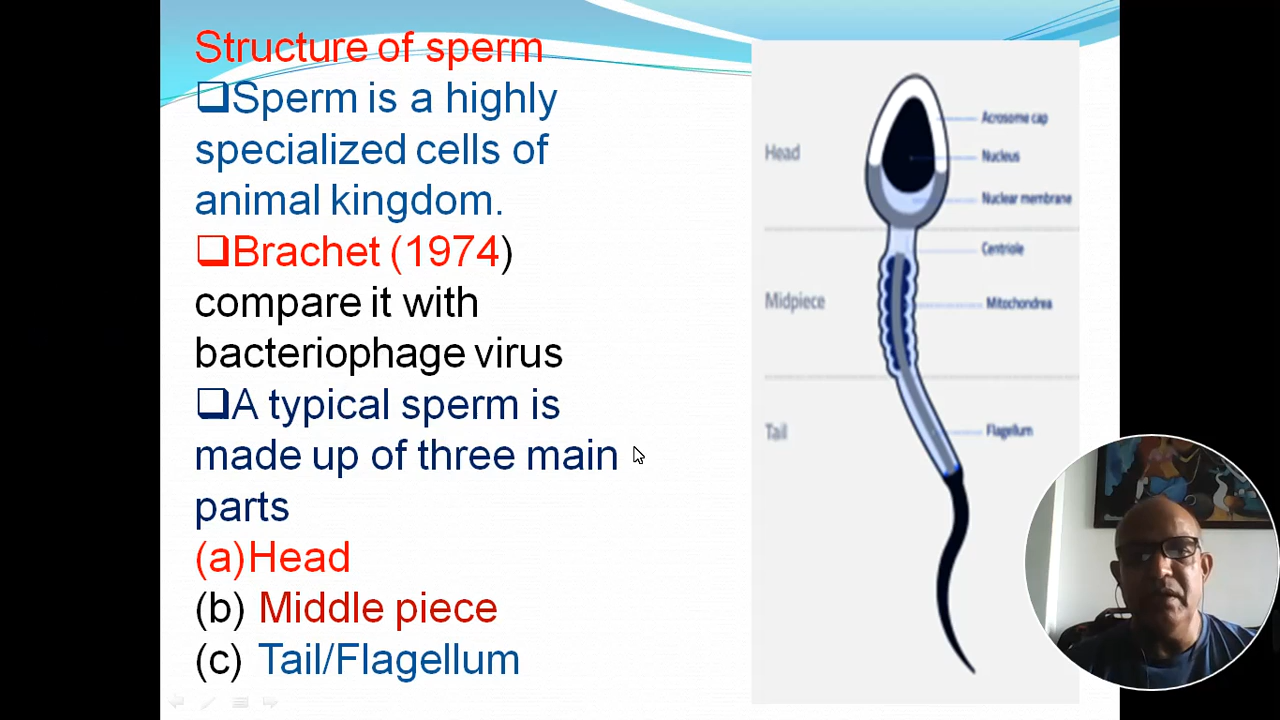 Structure of sperm
❑Sperm is a highly
specialized cells of
animal kingdom.
❑Brachet (1974)
compare it with
bacteriophage virus
❑A typical sperm is
made up of three main
parts
(a)Head
(b) Middle piece
(c) Tail/Flagellum
Head
Acrosome cap
Nucleus
Nuclear membrane
Midpiece
Centriole
Mitochondrea
Tail
Flagellum